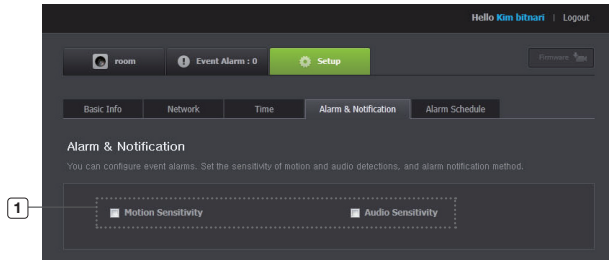 Hello Kim bitnari | Logout
room
Event Alarm : 0
Setup
Firmware
Basic Info
Network
Time
Alarm & Notification
Alarm Schedule
Alarm & Notification
You can configure event alarms. Set the sensitivity of motion and audio detections, and alarm notification method.
1
Motion Sensitivity
Audio Sensitivity